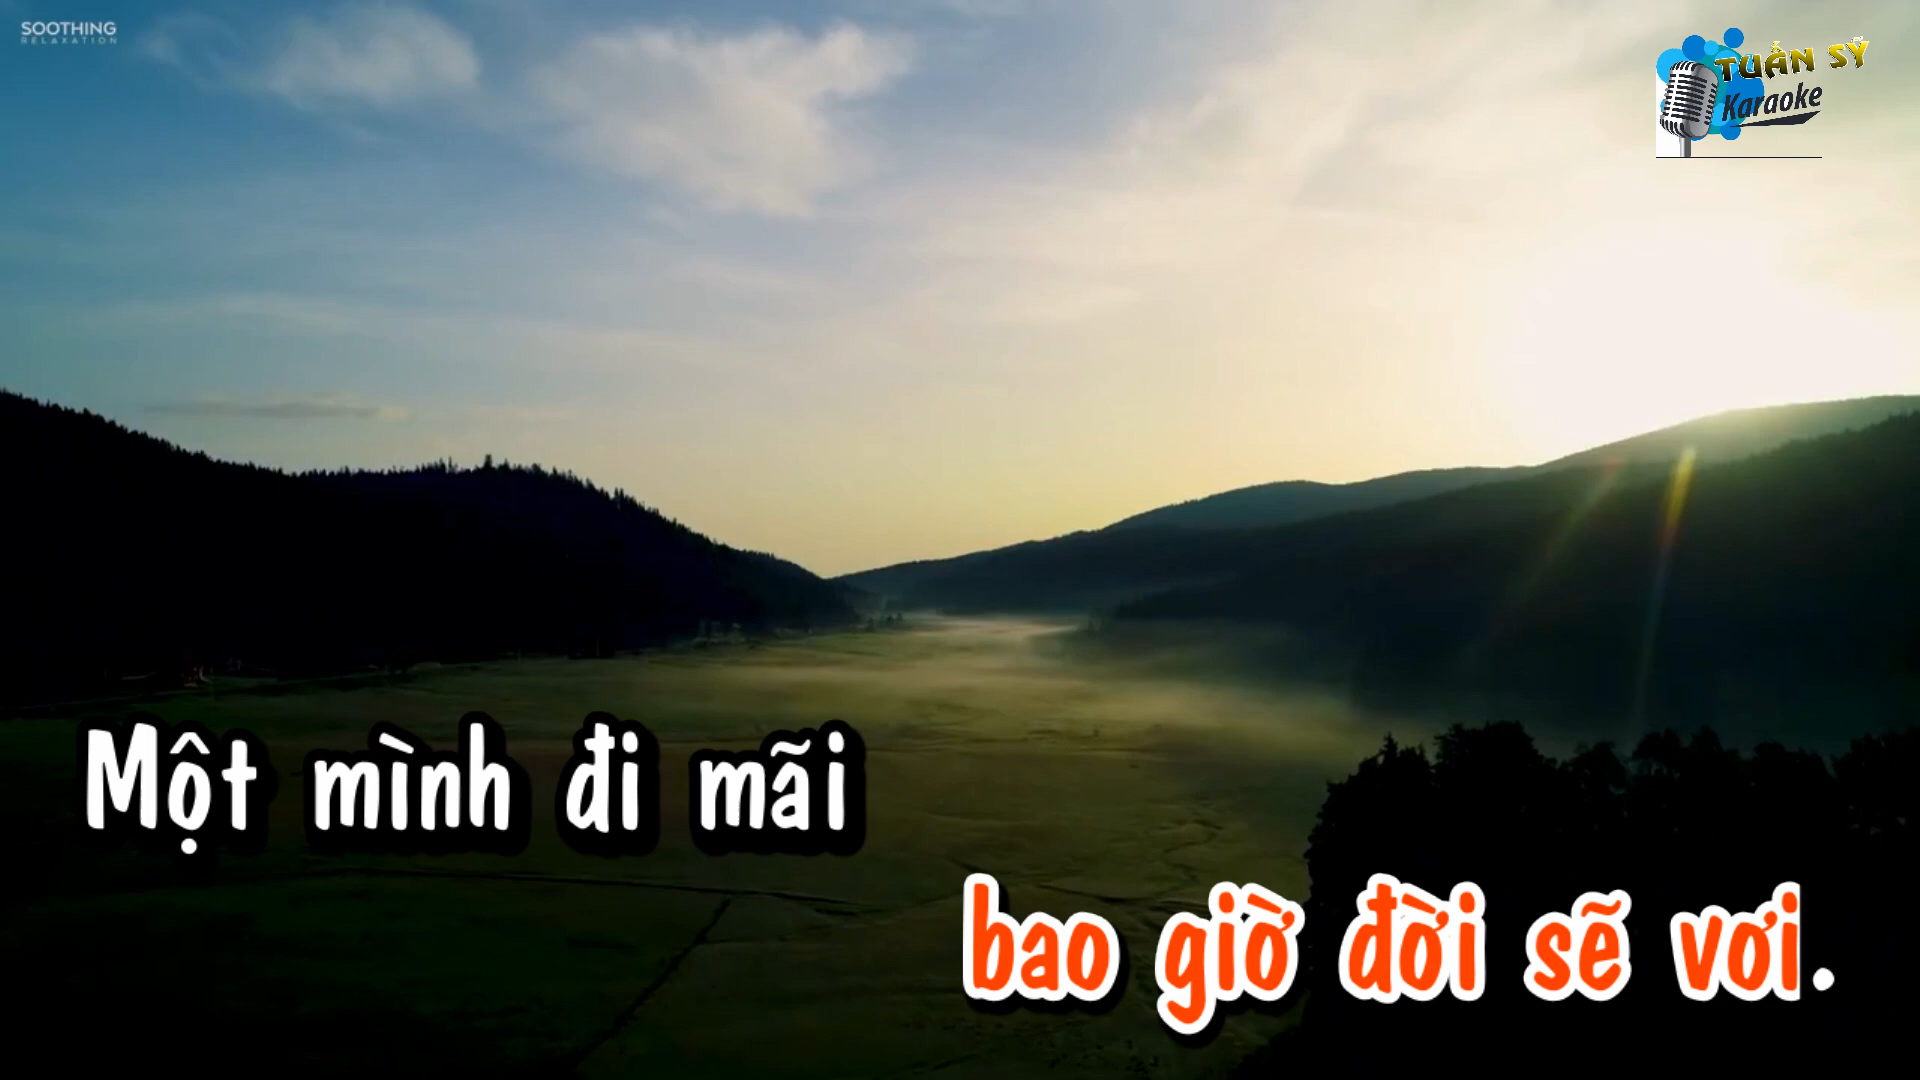 SOOTHING
RELAXATION
TUẤN SỸ
Karaoke
Một mình đi mãi
bao giờ đời sẽ vơi.